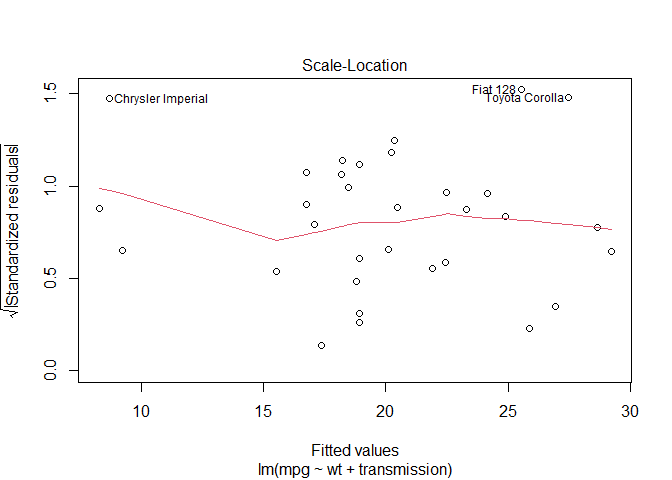 Scale-Location
√|Standardized residuals|
1.5
1.0
0.5
0.0
Chrysler Imperial
Fiat 128
Toyota Corolla
10 15 20 25 30
Fitted values
lm(mpg ~ wt + transmission)